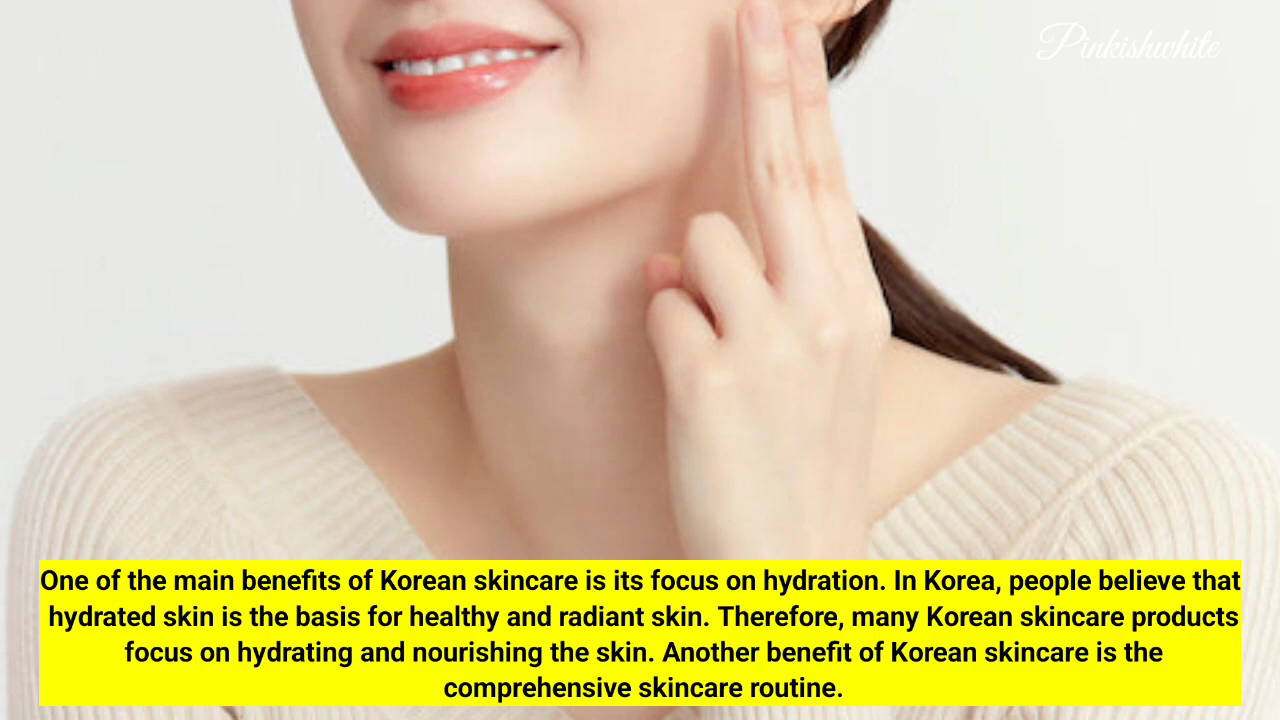 Pinkishwhite
One of the main benefits of Korean skincare is its focus on hydration. In Korea, people believe that
hydrated skin is the basis for healthy and radiant skin. Therefore, many Korean skincare products
focus on hydrating and nourishing the skin. Another benefit of Korean skincare is the
comprehensive skincare routine.